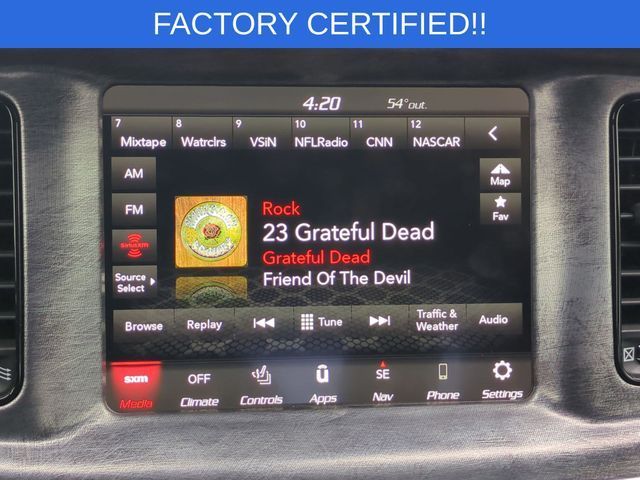 FACTORY CERTIFIED!!
4:20 54° out.
7 Mixtape
8 Watrclrs
9 VSiN
10 NFLRadio
11 CNN
12 NASCAR
AM
Map
FM
Fav
siriusxm
Rock
23 Grateful Dead
Grateful Dead
Friend Of The Devil
Source
Select
Browse
Replay
Tune
Traffic &
Weather
Audio
sxm
OFF
SE
Media
Climate
Controls
Apps
Nav
Phone
Settings